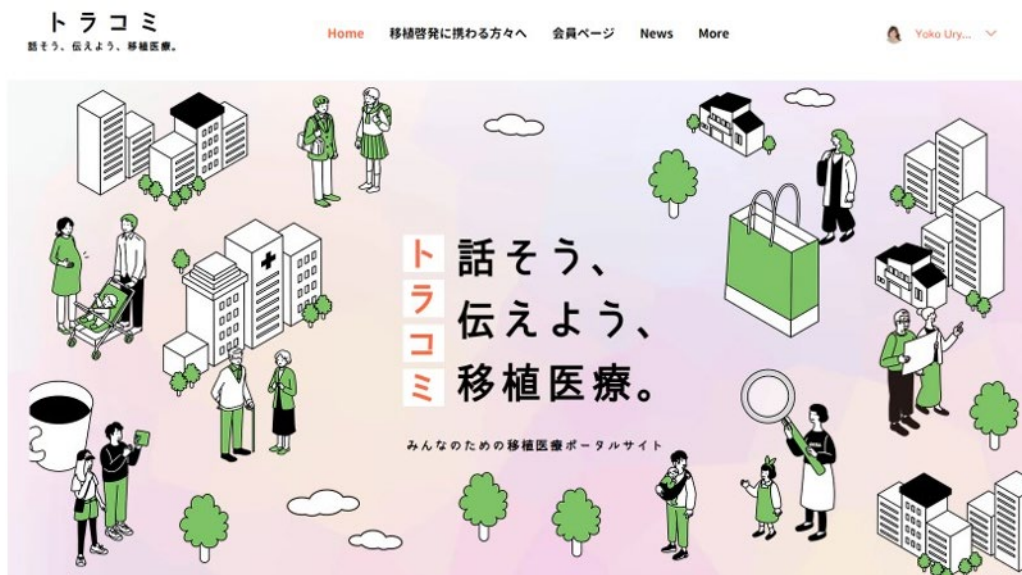 トラコミ
話そう、伝えよう、移植医療。
Home 移植啓発に携わる方々へ 会員ページ News More
Yoko Ury...
トラコミ
話そう、
伝えよう、
移植医療。
みんなのための移植医療ポータルサイト